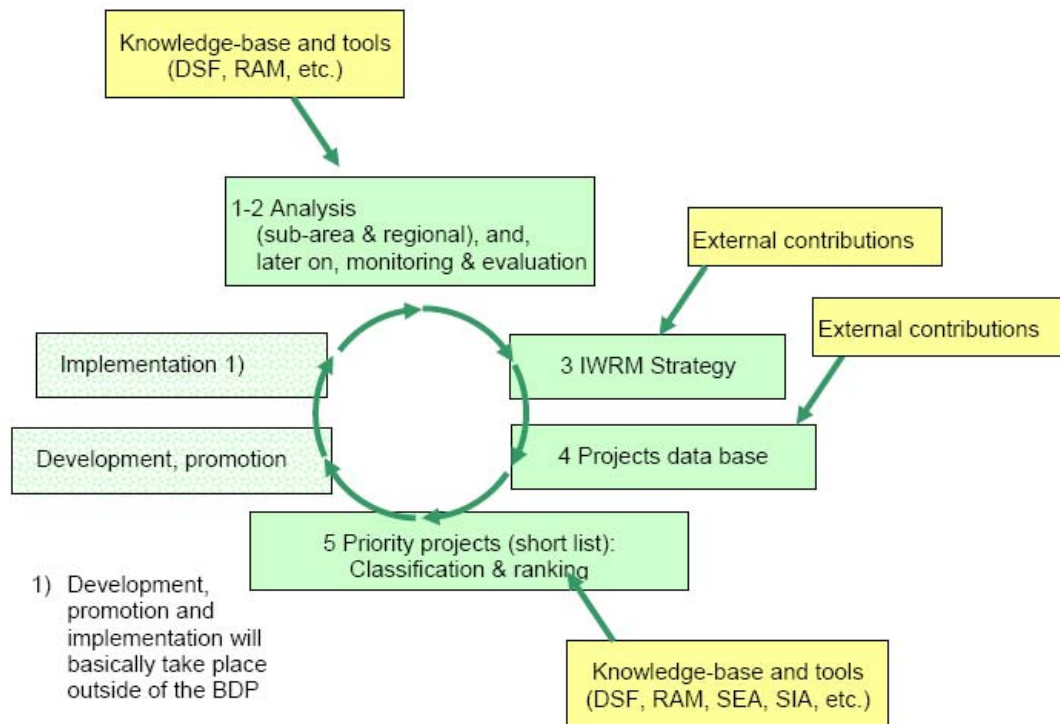 Knowledge-base and tools
(DSF, RAM, etc.)
1-2 Analysis
(sub-area & regional), and,
later on, monitoring & evaluation
External contributions
External contributions
Implementation 1)
3 IWRM Strategy
Development, promotion
4 Projects data base
5 Priority projects (short list):
Classification & ranking
1) Development,
promotion and
implementation will
basically take place
outside of the BDP
Knowledge-base and tools
(DSF, RAM, SEA, SIA, etc.)